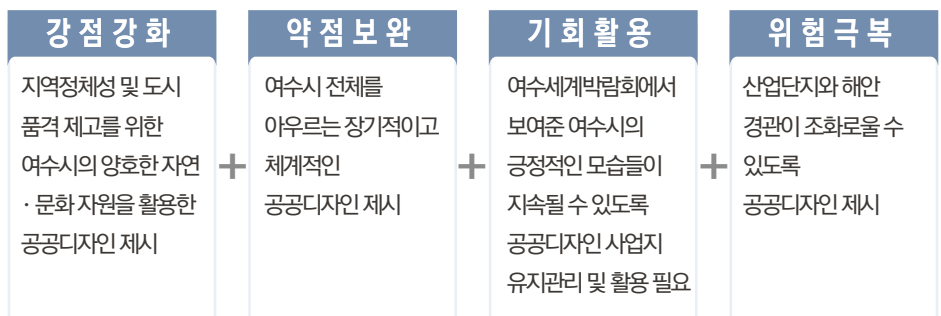 강점강화
지역정체성 및 도시
품격 제고를 위한
여수시의 양호한 자연
· 문화 자원을 활용한
공공디자인 제시
+
약점보완
여수시 전체를
아우르는 장기적이고
체계적인
공공디자인 제시
+
기회활용
여수세계박람회에서
보여준 여수시의
긍정적인 모습들이
지속될 수 있도록
공공디자인 사업지
유지관리 및 활용 필요
+
위험극복
산업단지와 해안
경관이 조화로울 수
있도록
공공디자인 제시